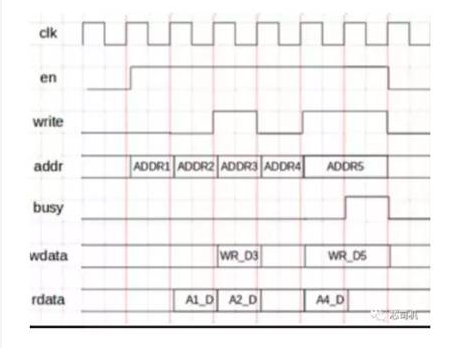 clk
en
write
addr ADDR1 ADDR2 ADDR3 ADDR4 ADDR5
busy
wdata WR_D3 WR_D5
rdata A1_D A2_D A4_D